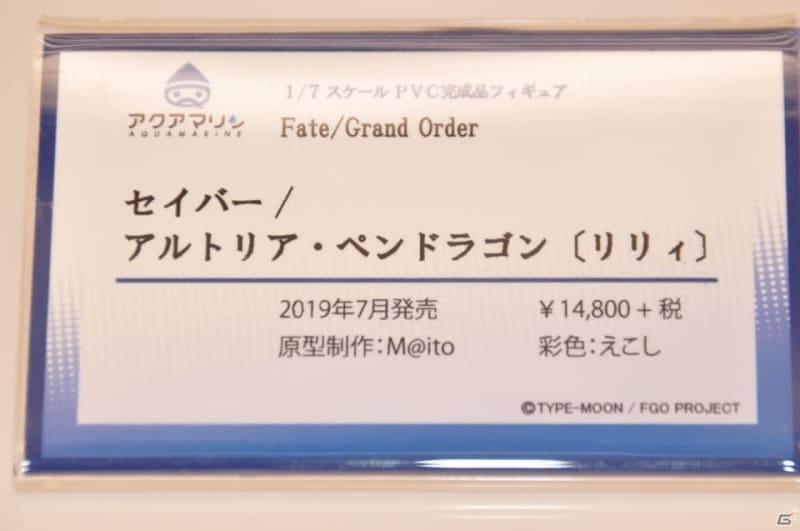 アクアマリン
AQUAMARINE
1/7 スケール PVC完成品フィギュア
Fate/Grand Order
セイバー /
アルトリア・ペンドラゴン〔リリィ〕
2019年7月発売
￥14,800 + 税
原型制作：M@ito
彩色：えこし
©TYPE-MOON / FGO PROJECT